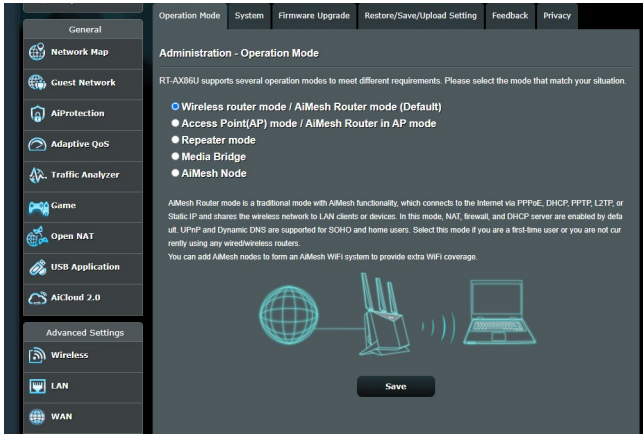 Operation Mode System Firmware Upgrade Restore/Save/Upload Setting Feedback Privacy
General
Network Map
Guest Network
AiProtection
Adaptive QoS
Traffic Analyzer
Game
Open NAT
USB Application
AiCloud 2.0
Advanced Settings
Wireless
LAN
WAN
Administration - Operation Mode
RT-AX86U supports several operation modes to meet different requirements. Please select the mode that match your situation.
Wireless router mode / AiMesh Router mode (Default)
Access Point(AP) mode / AiMesh Router in AP mode
Repeater mode
Media Bridge
AiMesh Node
AiMesh Router mode is a traditional mode with AiMesh functionality, which connects to the Internet via PPPoE, DHCP, PPTP, L2TP, or
Static IP and shares the wireless network to LAN clients or devices. In this mode, NAT, firewall, and DHCP server are enabled by defa
ult. UPnP and Dynamic DNS are supported for SOHO and home users. Select this mode if you are a first-time user or you are not cur
rently using any wired/wireless routers.
You can add AiMesh nodes to form an AiMesh WiFi system to provide extra WiFi coverage.
Save